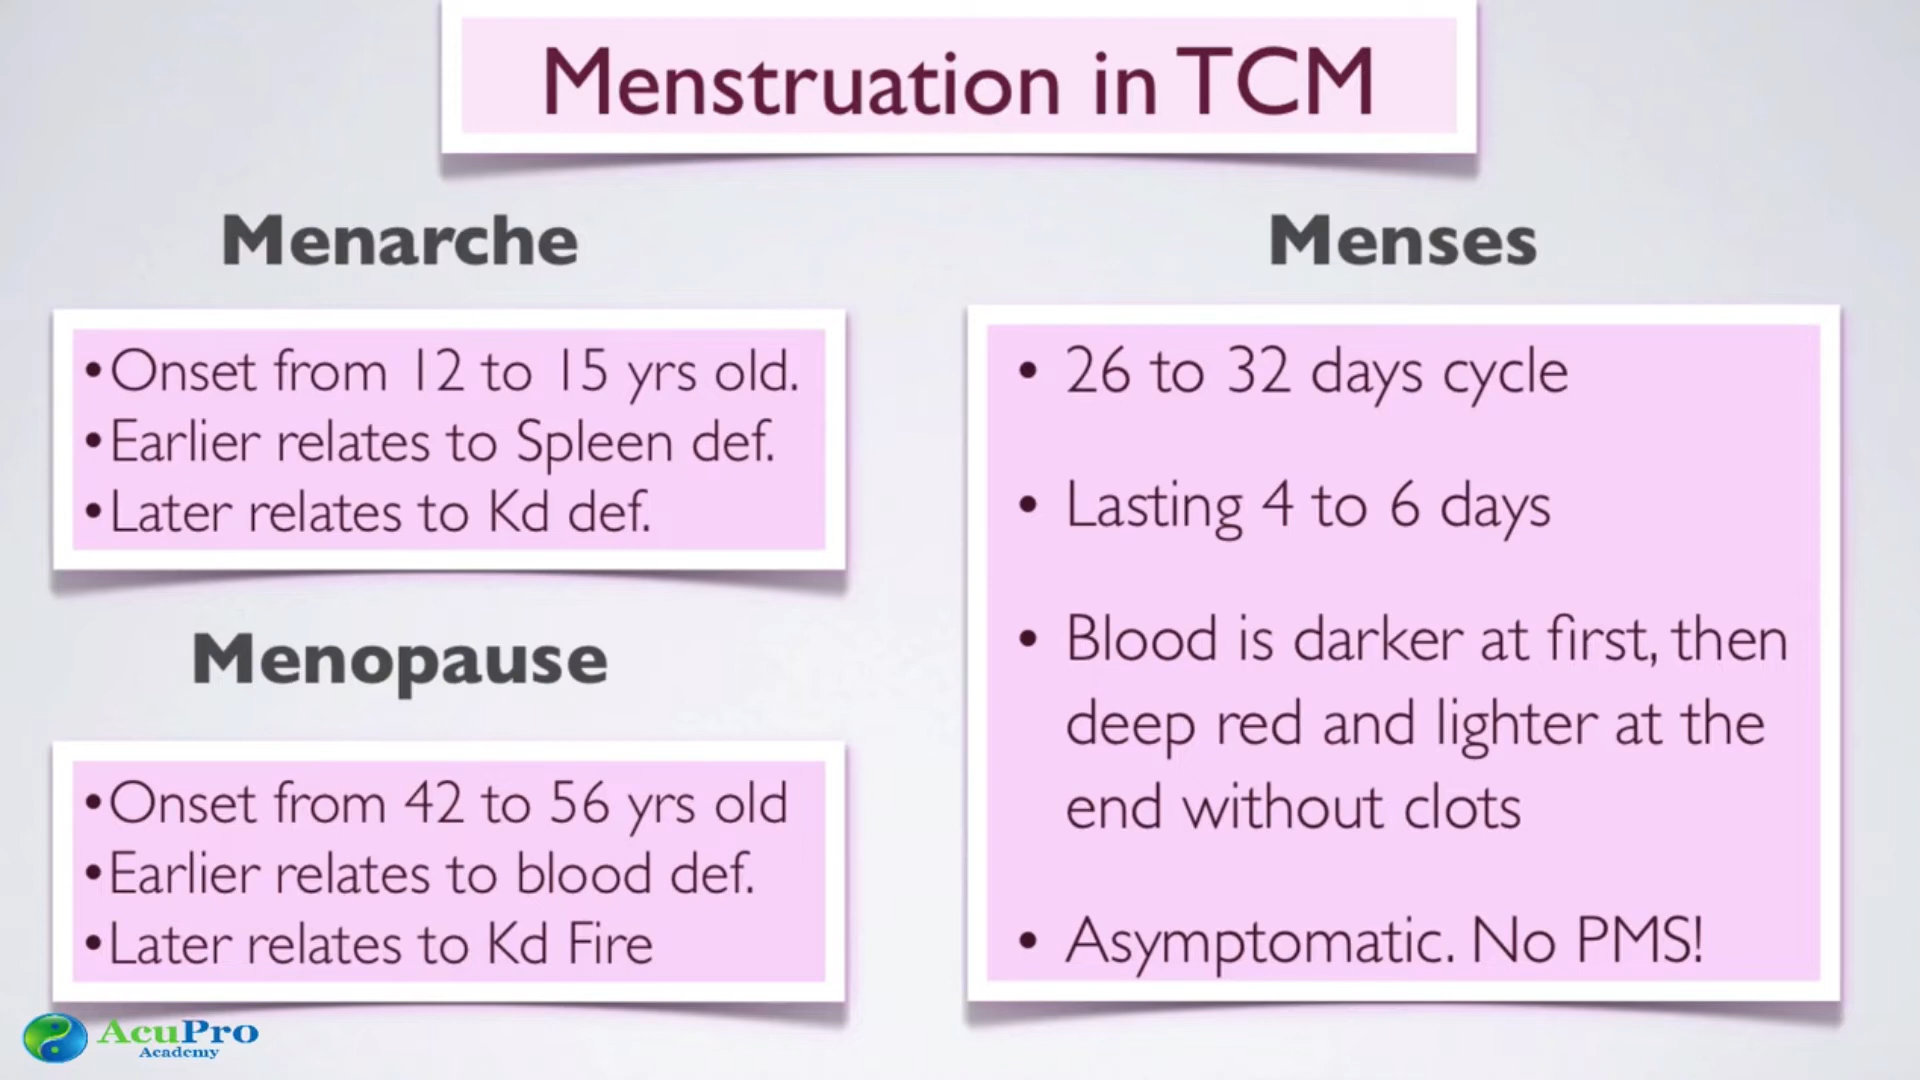 Menstruation in TCM
Menarche
•Onset from 12 to 15 yrs old.
•Earlier relates to Spleen def.
•Later relates to Kd def.
Menopause
•Onset from 42 to 56 yrs old
•Earlier relates to blood def.
•Later relates to Kd Fire
Menses
• 26 to 32 days cycle
• Lasting 4 to 6 days
• Blood is darker at first, then
deep red and lighter at the
end without clots
• Asymptomatic. No PMS!
AcuPro
Academy